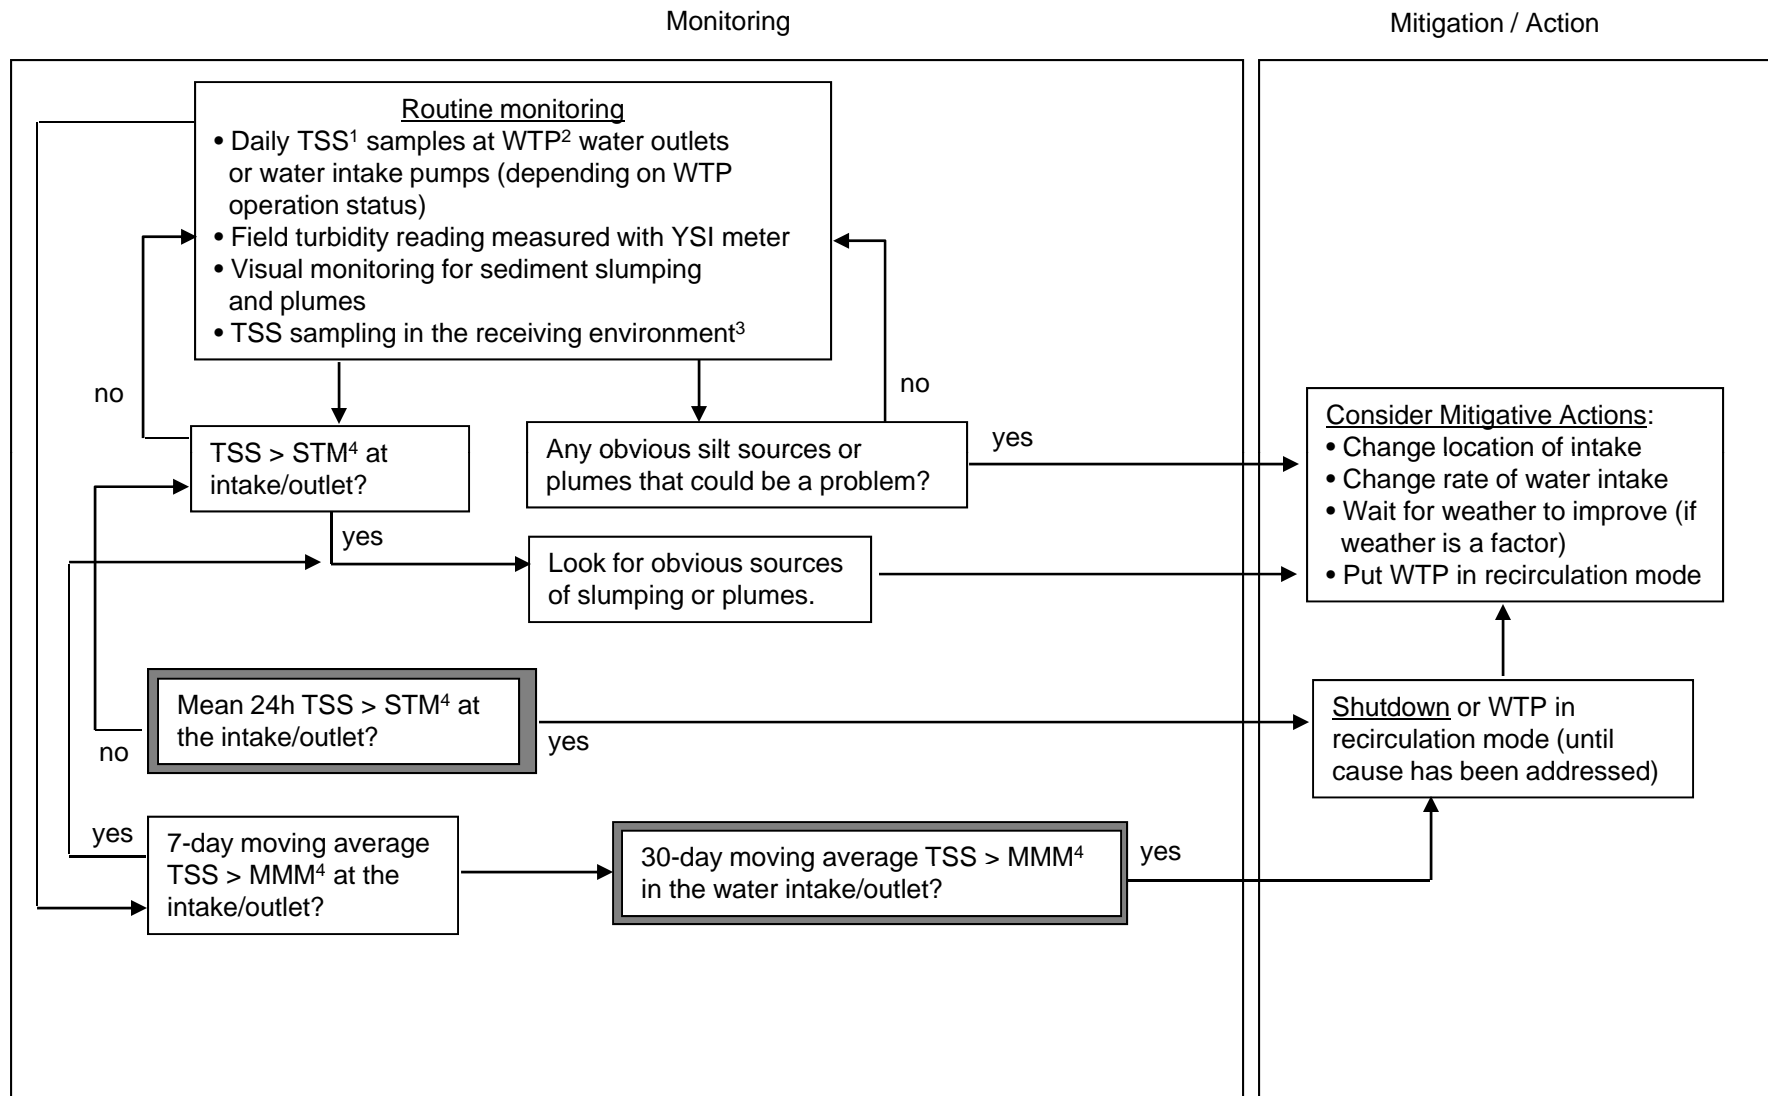 Monitoring
Mitigation / Action
Routine monitoring
• Daily TSS¹ samples at WTP² water outlets
or water intake pumps (depending on WTP
operation status)
• Field turbidity reading measured with YSI meter
• Visual monitoring for sediment slumping
and plumes
• TSS sampling in the receiving environment³
no
no
TSS > STM⁴ at
intake/outlet?
yes
Any obvious silt sources or
plumes that could be a problem?
yes
Look for obvious sources
of slumping or plumes.
Consider Mitigative Actions:
• Change location of intake
• Change rate of water intake
• Wait for weather to improve (if
weather is a factor)
• Put WTP in recirculation mode
Mean 24h TSS > STM⁴ at
the intake/outlet?
no
yes
Shutdown or WTP in
recirculation mode (until
cause has been addressed)
yes
7-day moving average
TSS > MMM⁴ at the
intake/outlet?
30-day moving average TSS > MMM⁴
in the water intake/outlet?
yes